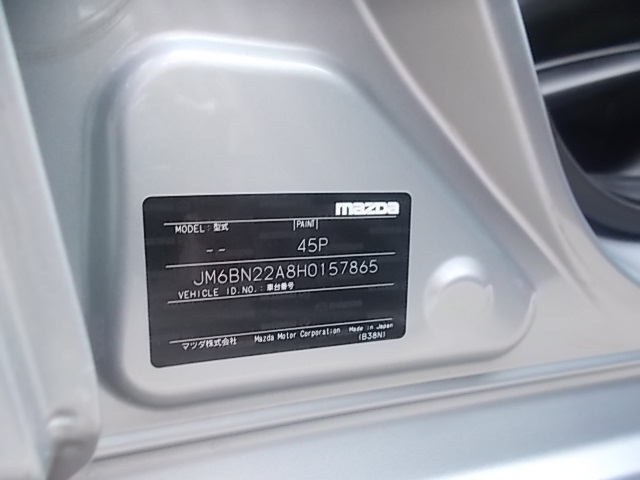 mazda
MODEL:型式 PAINT
-- 45P
JM6BN22A8H0157865
VEHICLE ID.NO.:車台番号
マツダ株式会社 Mazda Motor Corporation Made in Japan
(B38N)